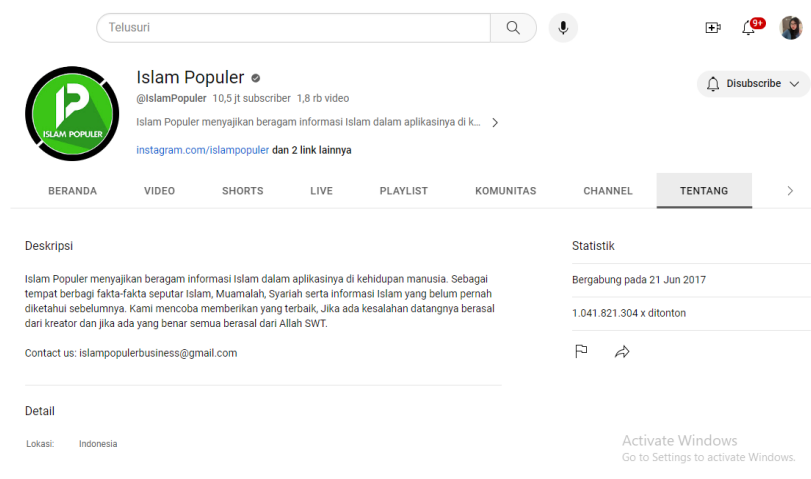 Telusuri
9+
Islam Populer
@IslamPopuler 10,5 jt subscriber 1,8 rb video
Islam Populer menyajikan beragam informasi Islam dalam aplikasinya di k...
instagram.com/islampopuler dan 2 link lainnya
Disubscribe
ISLAM POPULER
BERANDA VIDEO SHORTS LIVE PLAYLIST KOMUNITAS CHANNEL TENTANG
Deskripsi
Islam Populer menyajikan beragam informasi Islam dalam aplikasinya di kehidupan manusia. Sebagai
tempat berbagi fakta-fakta seputar Islam, Muamalah, Syariah serta informasi Islam yang belum pernah
diketahui sebelumnya. Kami mencoba memberikan yang terbaik, Jika ada kesalahan datangnya berasal
dari kreator dan jika ada yang benar semua berasal dari Allah SWT.
Contact us: islampopulerbusiness@gmail.com
Detail
Lokasi: Indonesia
Statistik
Bergabung pada 21 Jun 2017
1.041.821.304 x ditonton
Activate Windows
Go to Settings to activate Windows.